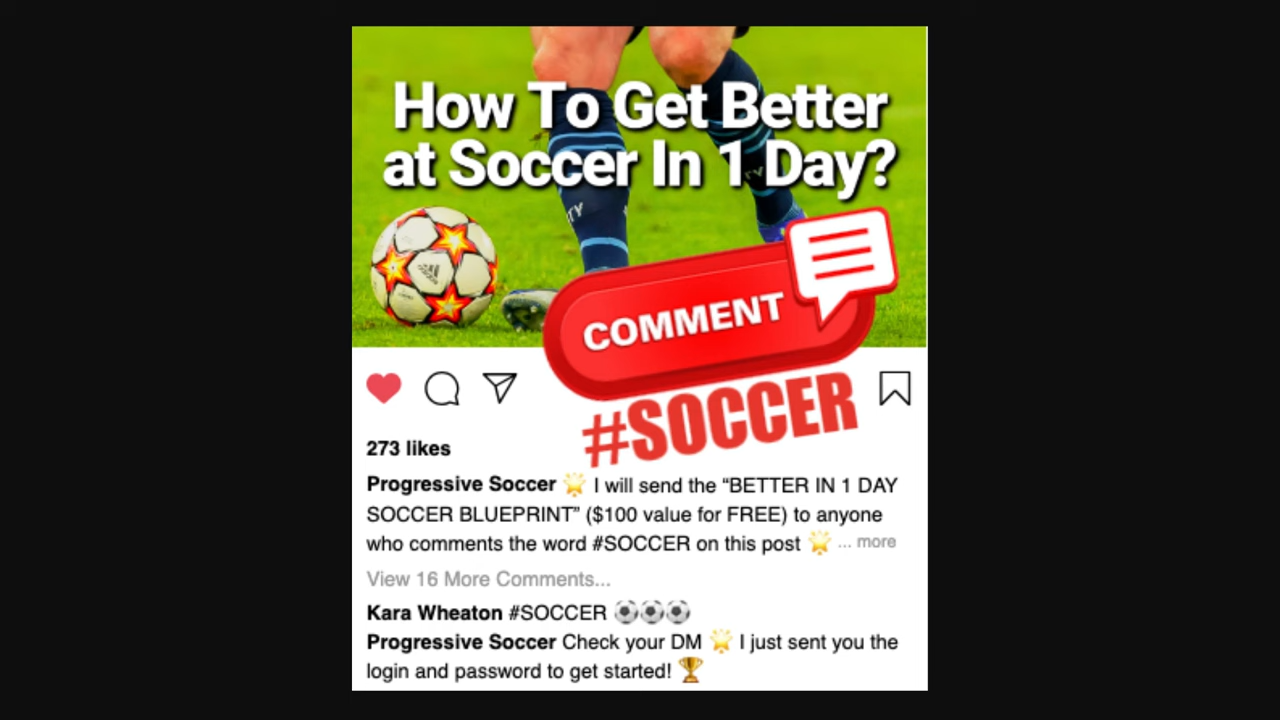 How To Get Better
at Soccer In 1 Day?
TY
COMMENT
#SOCCER
273 likes
Progressive Soccer 🌟 I will send the “BETTER IN 1 DAY
SOCCER BLUEPRINT” ($100 value for FREE) to anyone
who comments the word #SOCCER on this post 🌟 ... more
View 16 More Comments...
Kara Wheaton #SOCCER ⚽⚽⚽
Progressive Soccer Check your DM 🌟 I just sent you the
login and password to get started! 🏆